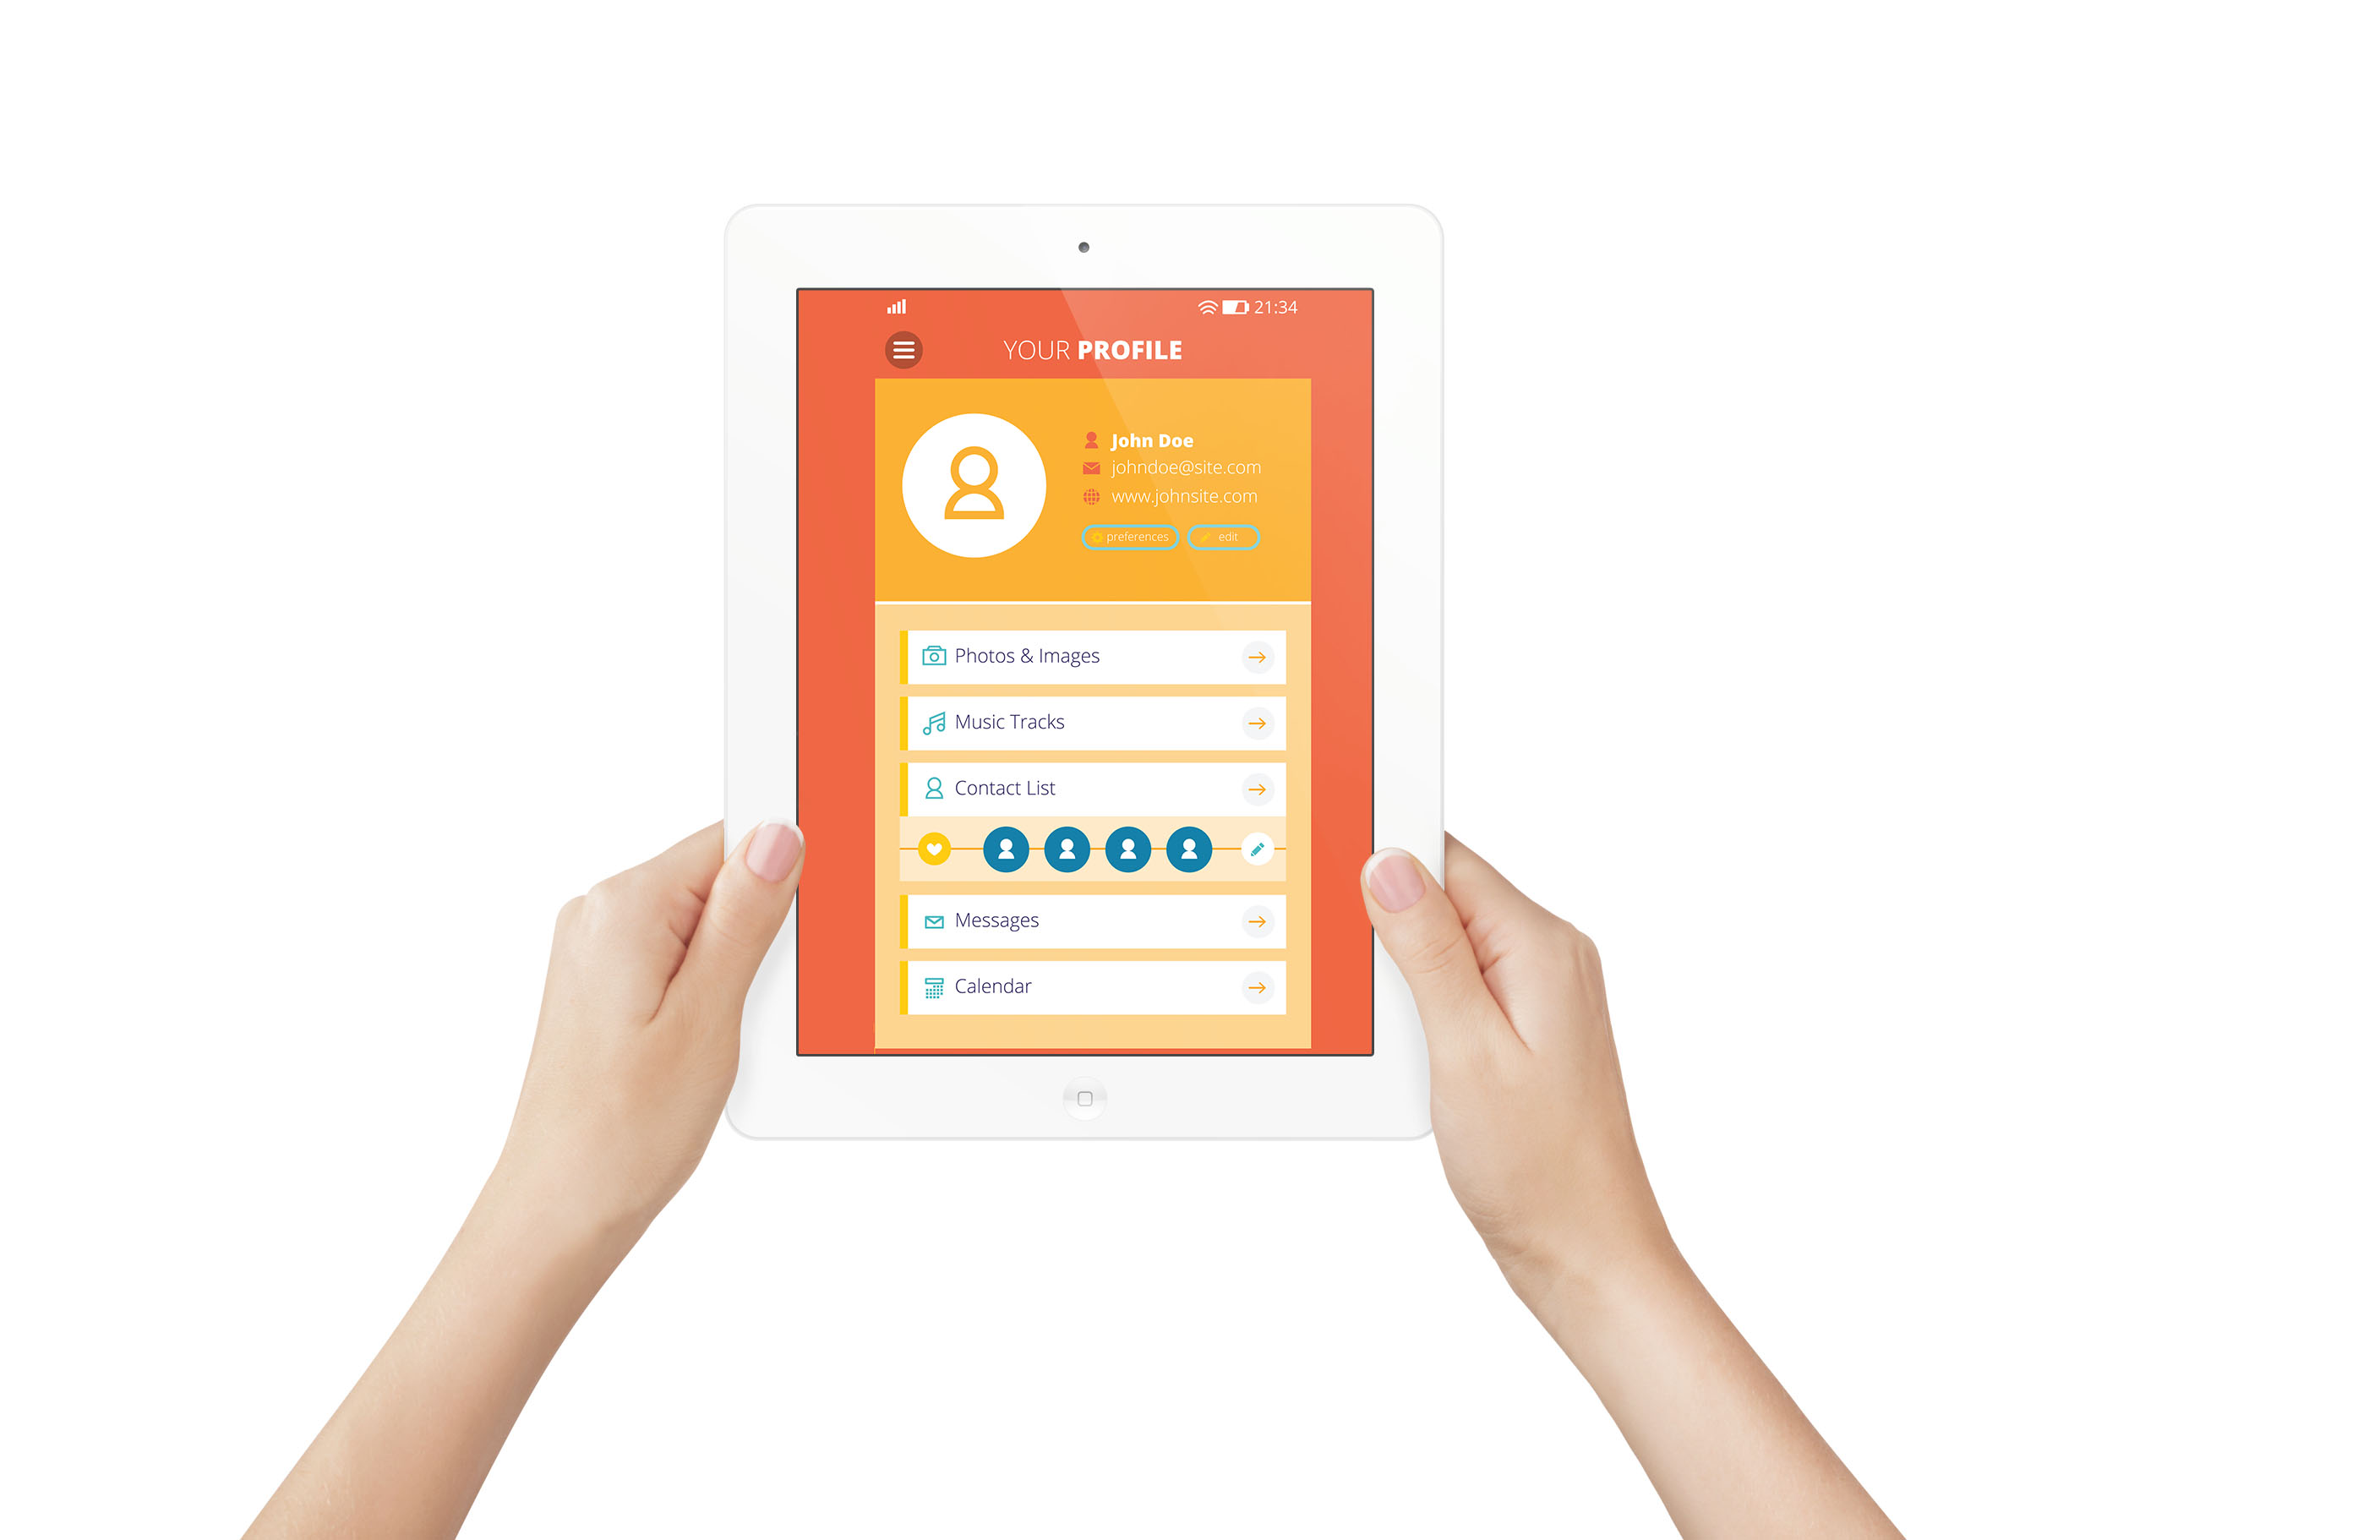 21:34
YOUR PROFILE
John Doe
johndoe@site.com
www.johnsite.com
preferences edit
Photos & Images
Music Tracks
Contact List
Messages
Calendar